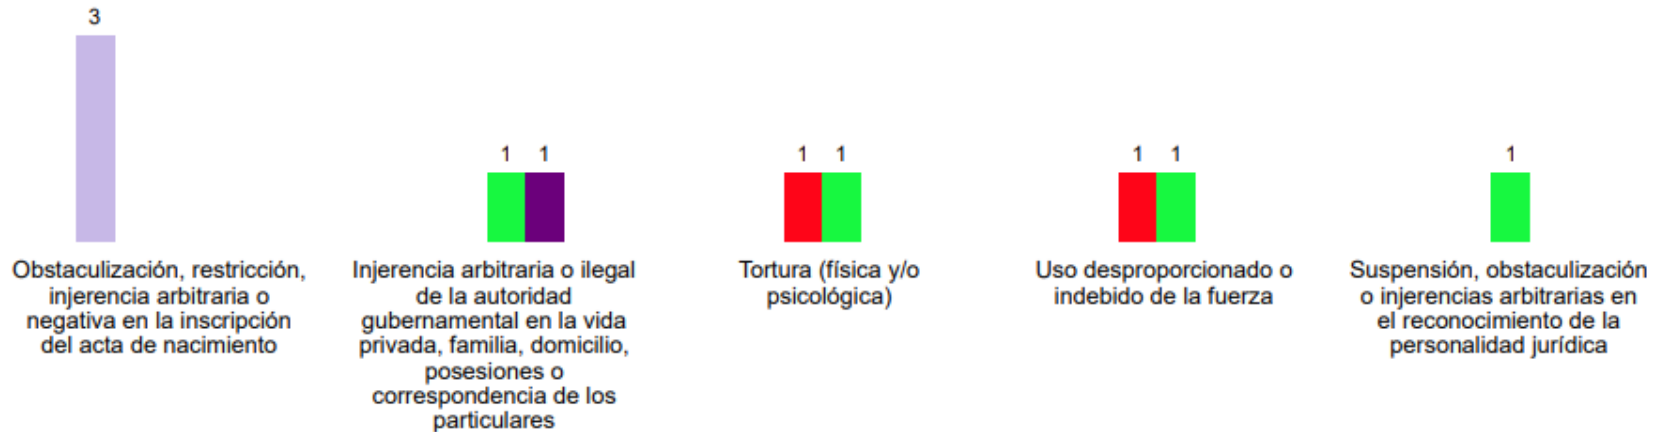 3
1 1
1 1
1 1
1
Obstaculización, restricción,
injerencia arbitraria o
negativa en la inscripción
del acta de nacimiento
Injerencia arbitraria o ilegal
de la autoridad
gubernamental en la vida
privada, familia, domicilio,
posesiones o
correspondencia de los
particulares
Tortura (física y/o
psicológica)
Uso desproporcionado o
indebido de la fuerza
Suspensión, obstaculización
o injerencias arbitrarias en
el reconocimiento de la
personalidad jurídica